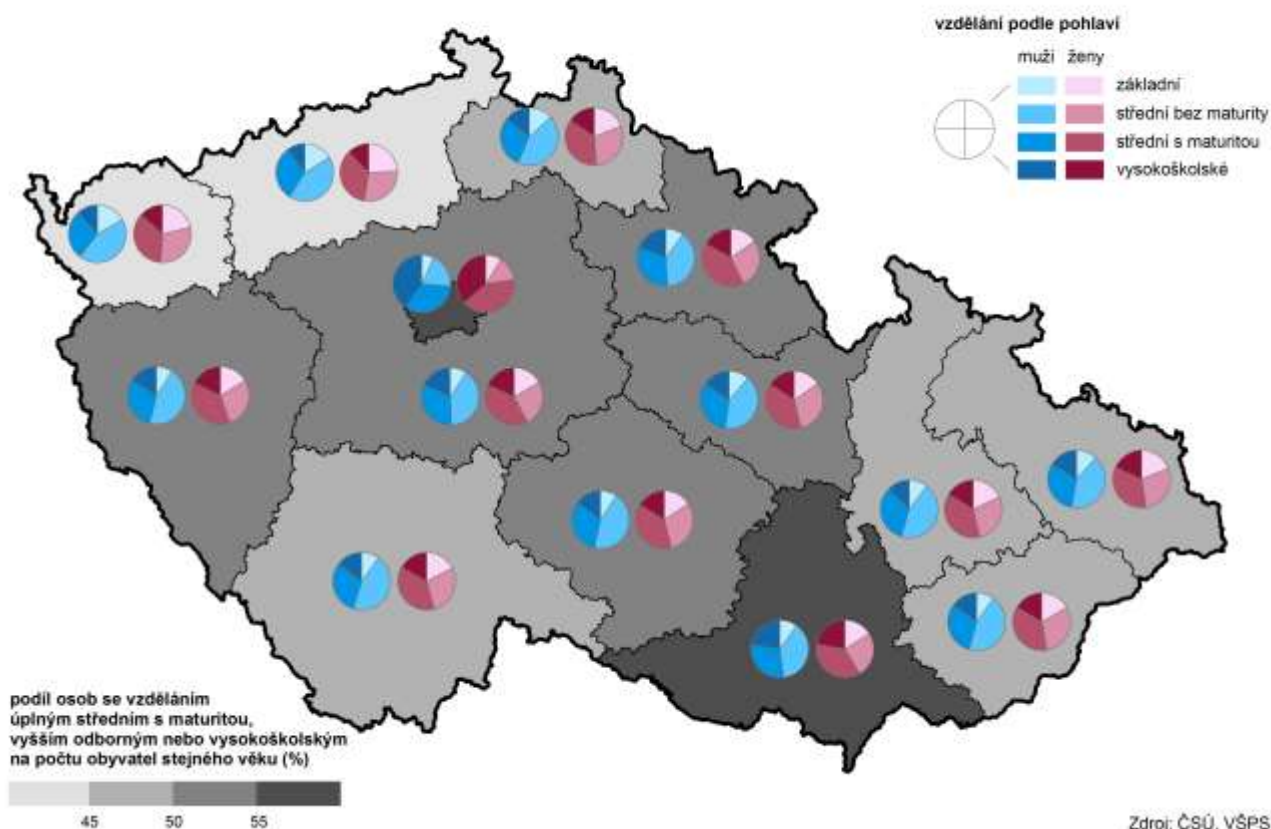 vzdělání podle pohlaví
muži ženy
základní
střední bez maturity
střední s maturitou
vysokoškolské
podíl osob se vzděláním
úplným středním s maturitou,
vyšším odborným nebo vysokoškolským
na počtu obyvatel stejného věku (%)
45 50 55
Zdroj: ČSÚ, VŠPS